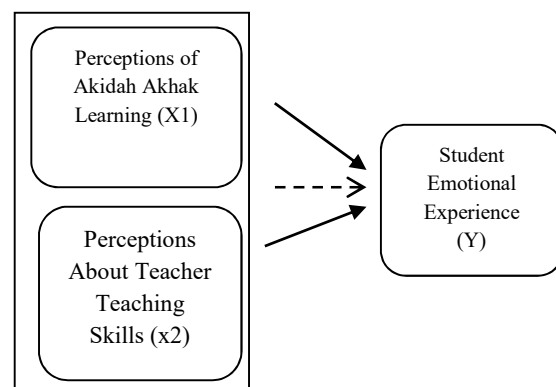 Perceptions of
Akidah Akhak
Learning (X1)
Perceptions
About Teacher
Teaching
Skills (x2)
Student
Emotional
Experience
(Y)